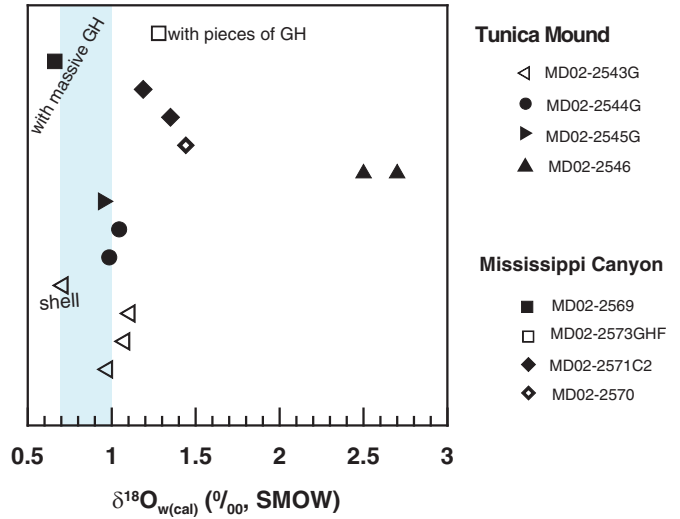 with pieces of GH
with massive GH
shell
0.5 1 1.5 2 2.5 3
δ¹⁸O w(cal) (⁰/₀₀, SMOW)
Tunica Mound
MD02-2543G
MD02-2544G
MD02-2545G
MD02-2546
Mississippi Canyon
MD02-2569
MD02-2573GHF
MD02-2571C2
MD02-2570